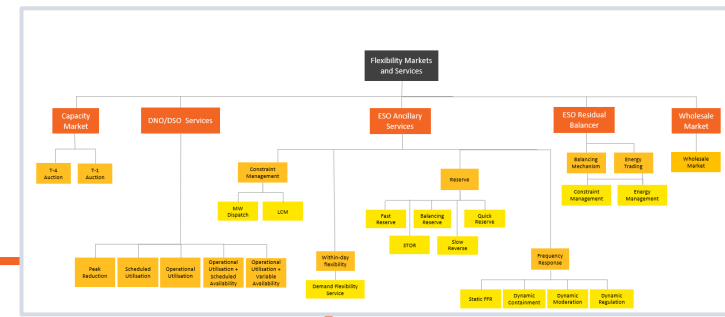 Flexibility Markets
and Services
Capacity
Market
DNO/DSO Services
ESO Ancillary
Services
ESO Residual
Balancer
Wholesale
Market
T-4
Auction
T-1
Auction
Constraint
Management
Reserve
Balancing
Mechanism
Energy
Trading
Wholesale
Market
MW
Dispatch
LCM
Fast
Reserve
Balancing
Reserve
Quick
Reserve
Constraint
Management
Energy
Management
STOR
Slow
Reverse
Peak
Reduction
Scheduled
Utilisation
Operational
Utilisation
Operational
Utilisation +
Scheduled
Availability
Operational
Utilisation +
Variable
Availability
Within-day
flexibility
Frequency
Response
Demand Flexibility
Service
Static FFR
Dynamic
Containment
Dynamic
Moderation
Dynamic
Regulation